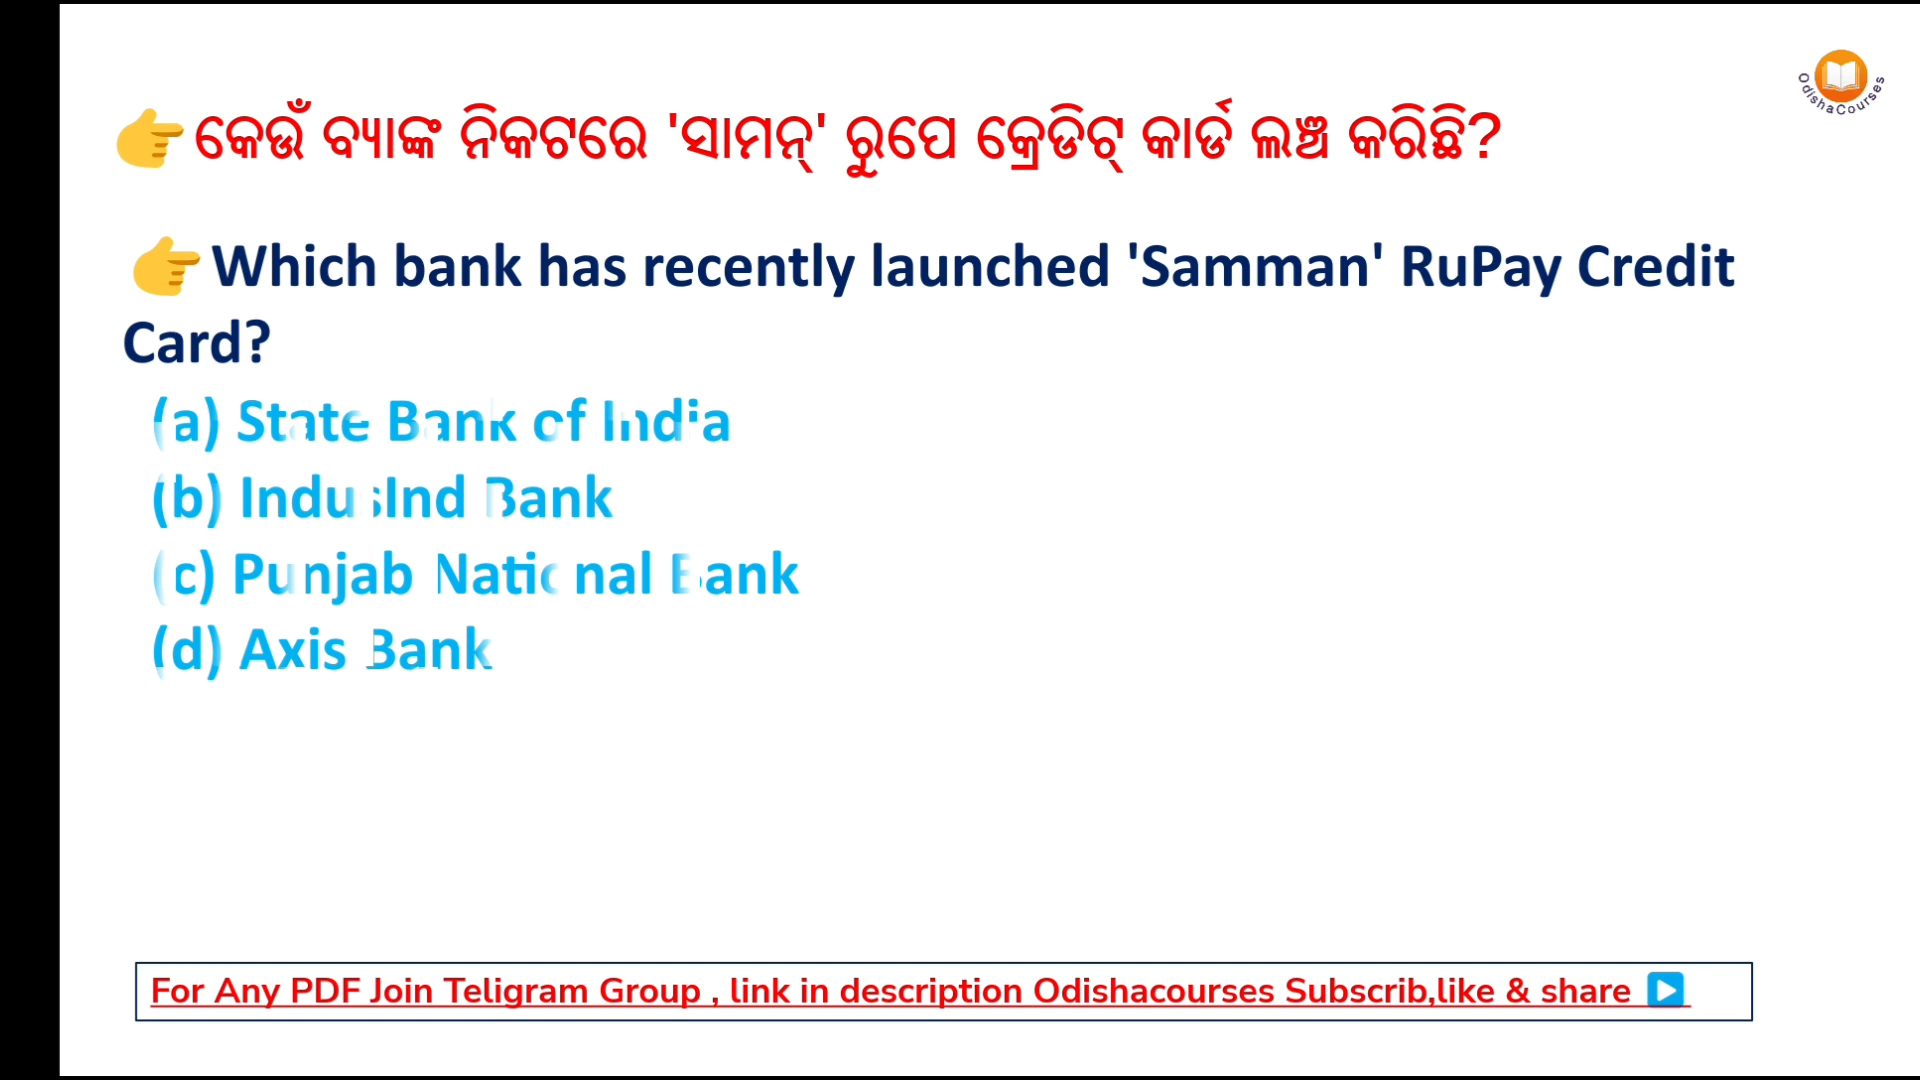 OdishaCourses
👉କେଉଁ ବ୍ୟାଙ୍କ ନିକଟରେ 'ସାମନ୍' ରୁପେ କ୍ରେଡିଟ୍ କାର୍ଡ ଲଞ୍ଚ କରିଛି?
👉Which bank has recently launched 'Samman' RuPay Credit
Card?
(a) State Bank of India
(b) IndusInd Bank
(c) Punjab National Bank
(d) Axis Bank
For Any PDF Join Teligram Group , link in description Odishacourses Subscrib,like & share ▶️